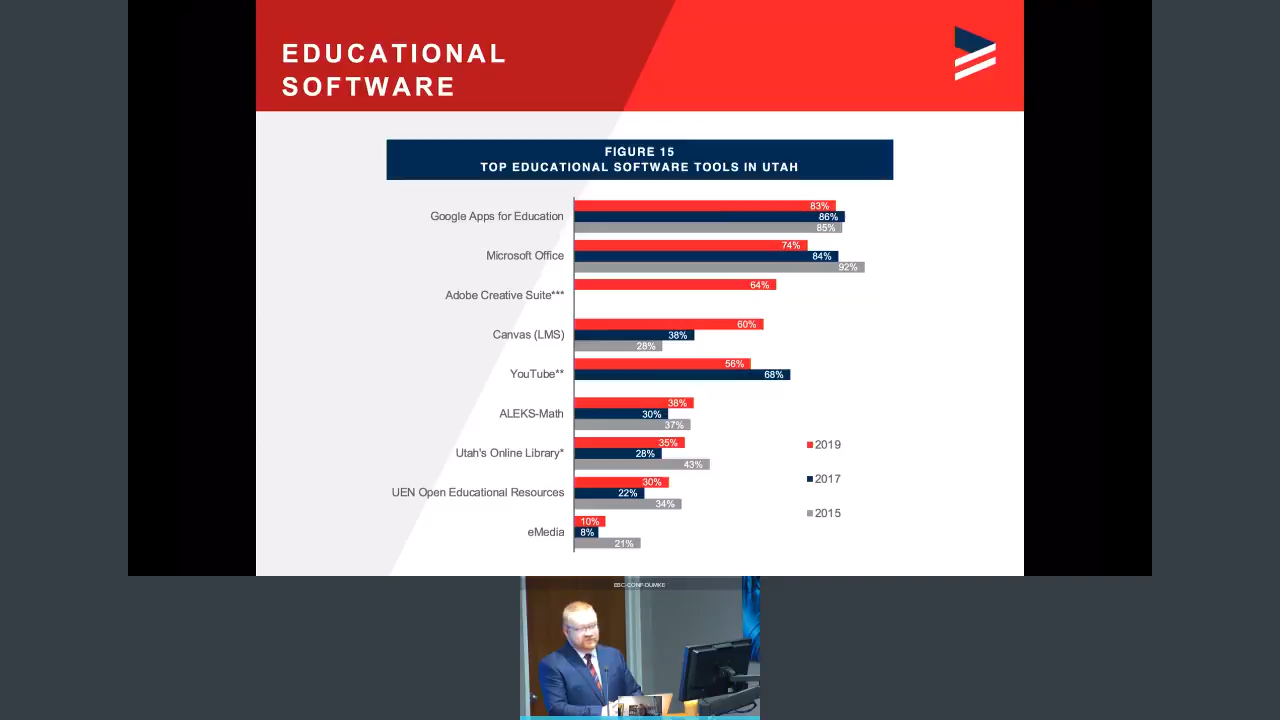 EDUCATIONAL
SOFTWARE
FIGURE 15
TOP EDUCATIONAL SOFTWARE TOOLS IN UTAH
Google Apps for Education
83%
86%
85%
Microsoft Office
74%
84%
92%
Adobe Creative Suite***
64%
Canvas (LMS)
60%
38%
28%
YouTube**
56%
68%
ALEKS-Math
38%
30%
37%
Utah's Online Library*
35%
28%
43%
UEN Open Educational Resources
30%
22%
34%
eMedia
10%
8%
21%
2019
2017
2015
EBC-CONF-DUMKE